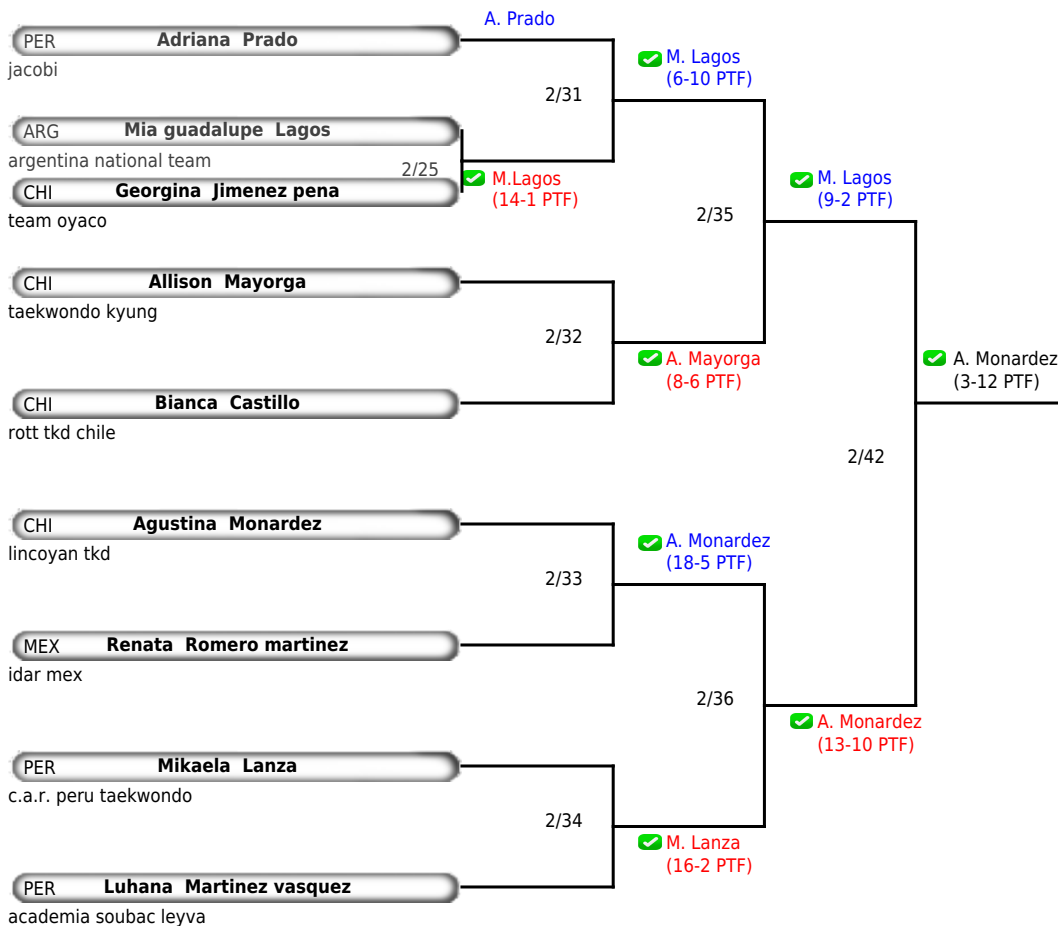 A. Prado
PER Adriana Prado
jacobi
M. Lagos
(6-10 PTF)
2/31
ARG Mia guadalupe Lagos
argentina national team
2/25
M.Lagos
(14-1 PTF)
CHI Georgina Jimenez pena
team oyaco
M. Lagos
(9-2 PTF)
2/35
CHI Allison Mayorga
taekwondo kyung
2/32
A. Mayorga
(8-6 PTF)
A. Monardez
(3-12 PTF)
CHI Bianca Castillo
rott tkd chile
2/42
CHI Agustina Monardez
lincoyan tkd
A. Monardez
(18-5 PTF)
2/33
MEX Renata Romero martinez
idar mex
2/36
A. Monardez
(13-10 PTF)
PER Mikaela Lanza
c.a.r. peru taekwondo
2/34
M. Lanza
(16-2 PTF)
PER Luhana Martinez vasquez
academia soubac leyva